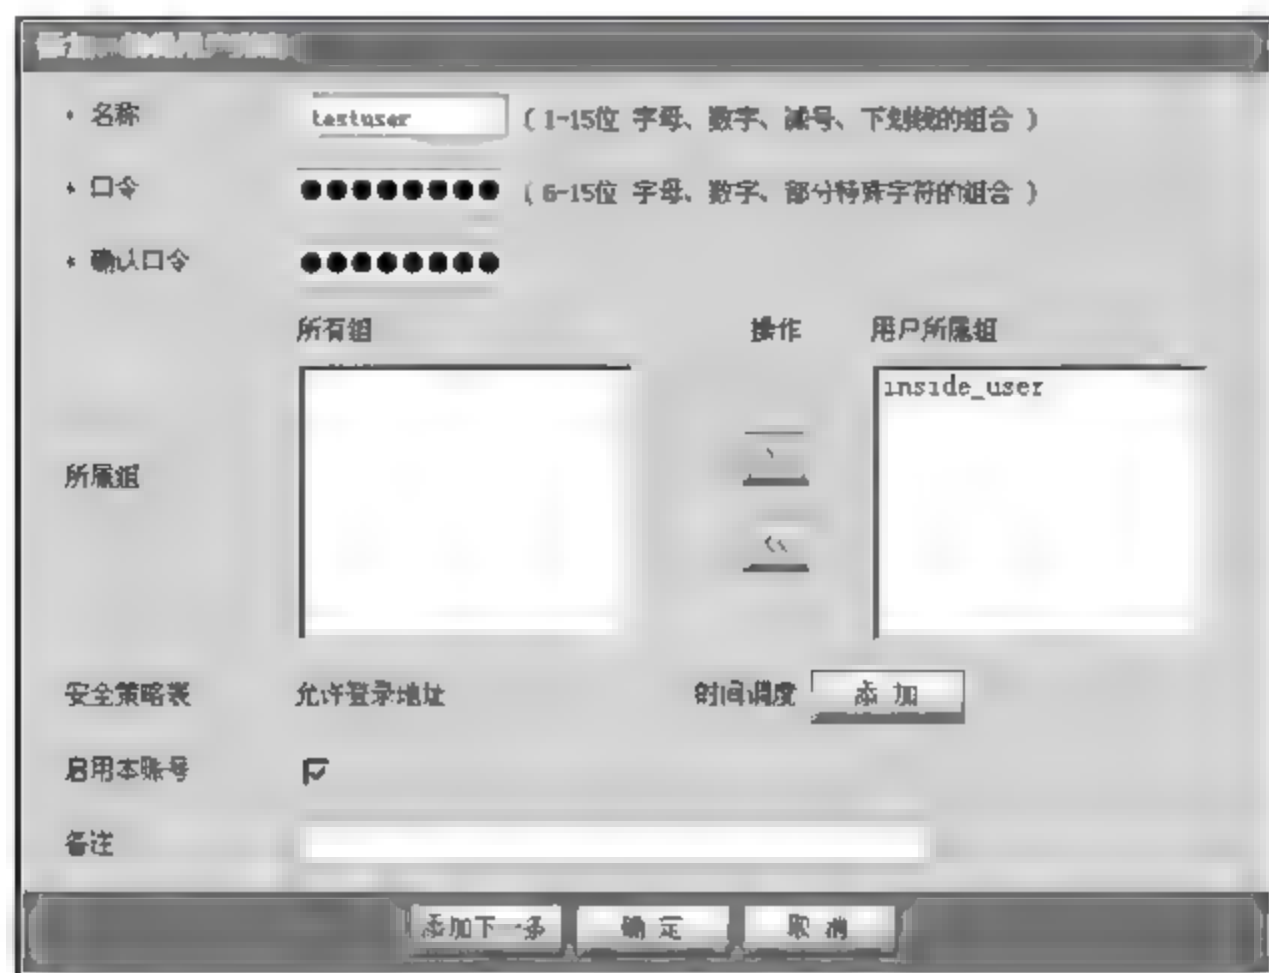 * 名称 testuser (1-15位 字母、数字、减号、下划线的组合 )
* 口令 ●●●●●●●● (6-15位 字母、数字、部分特殊字符的组合 )
* 确认口令 ●●●●●●●●
所有组 操作 用户所属组
inside_user
>
所属组
<<
安全策略表 允许登录地址 时间调度 添 加
启用本账号
备注
添加下一条 确 定 取 消